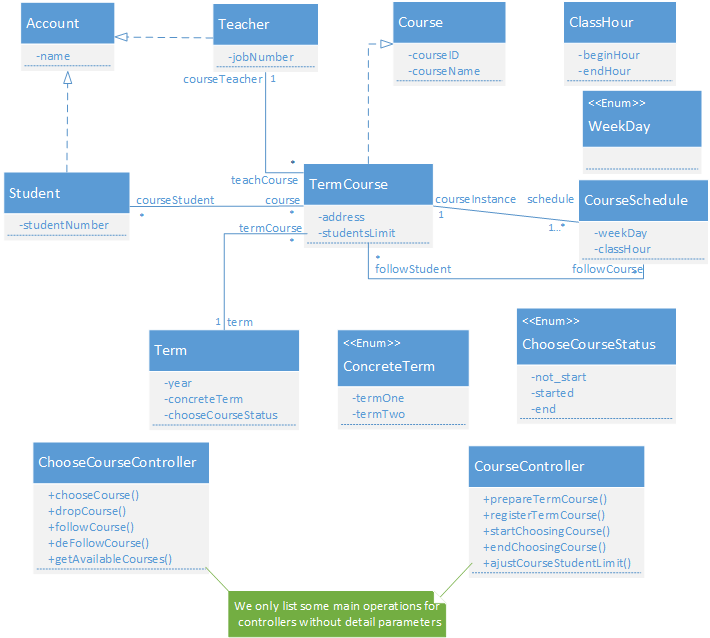 Account
-name
Teacher
-jobNumber
Course
-courseID
-courseName
ClassHour
-beginHour
-endHour
<<Enum>>
WeekDay
courseTeacher
1
*
teachCourse
Student
-studentNumber
courseStudent
*
course
*
TermCourse
-address
-studentsLimit
courseInstance
1
schedule
1...*
CourseSchedule
-weekDay
-classHour
termCourse
*
*
followStudent
followCourse
*
1
term
Term
-year
-concreteTerm
-chooseCourseStatus
<<Enum>>
ConcreteTerm
-termOne
-termTwo
<<Enum>>
ChooseCourseStatus
-not_start
-started
-end
ChooseCourseController
+chooseCourse()
+dropCourse()
+followCourse()
+deFollowCourse()
+getAvailableCourses()
CourseController
+prepareTermCourse()
+registerTermCourse()
+startChoosingCourse()
+endChoosingCourse()
+ajustCourseStudentLimit()
We only list some main operations for
controllers without detail parameters